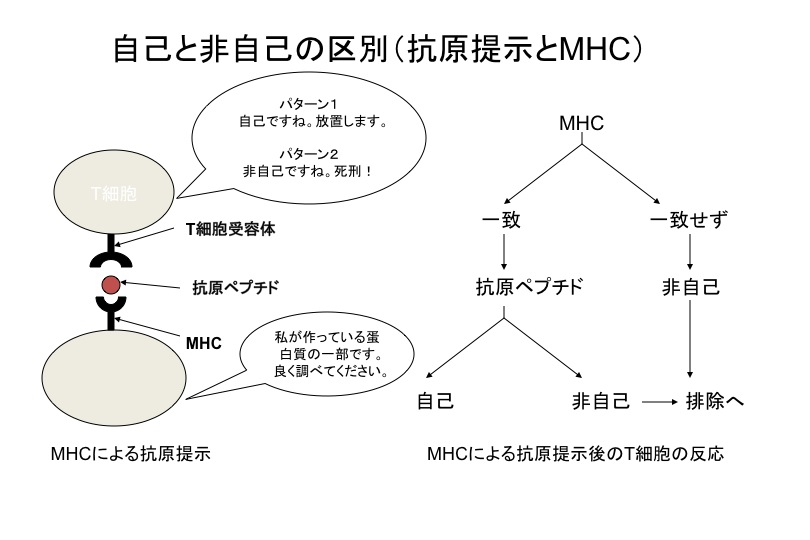 自己と非自己の区別（抗原提示とMHC）
パターン１
自己ですね。放置します。
パターン２
非自己ですね。死刑！
T細胞
T細胞受容体
抗原ペプチド
MHC
私が作っている蛋
白質の一部です。
良く調べてください。
MHCによる抗原提示
MHC
一致
一致せず
抗原ペプチド
非自己
自己
非自己
排除へ
MHCによる抗原提示後のT細胞の反応